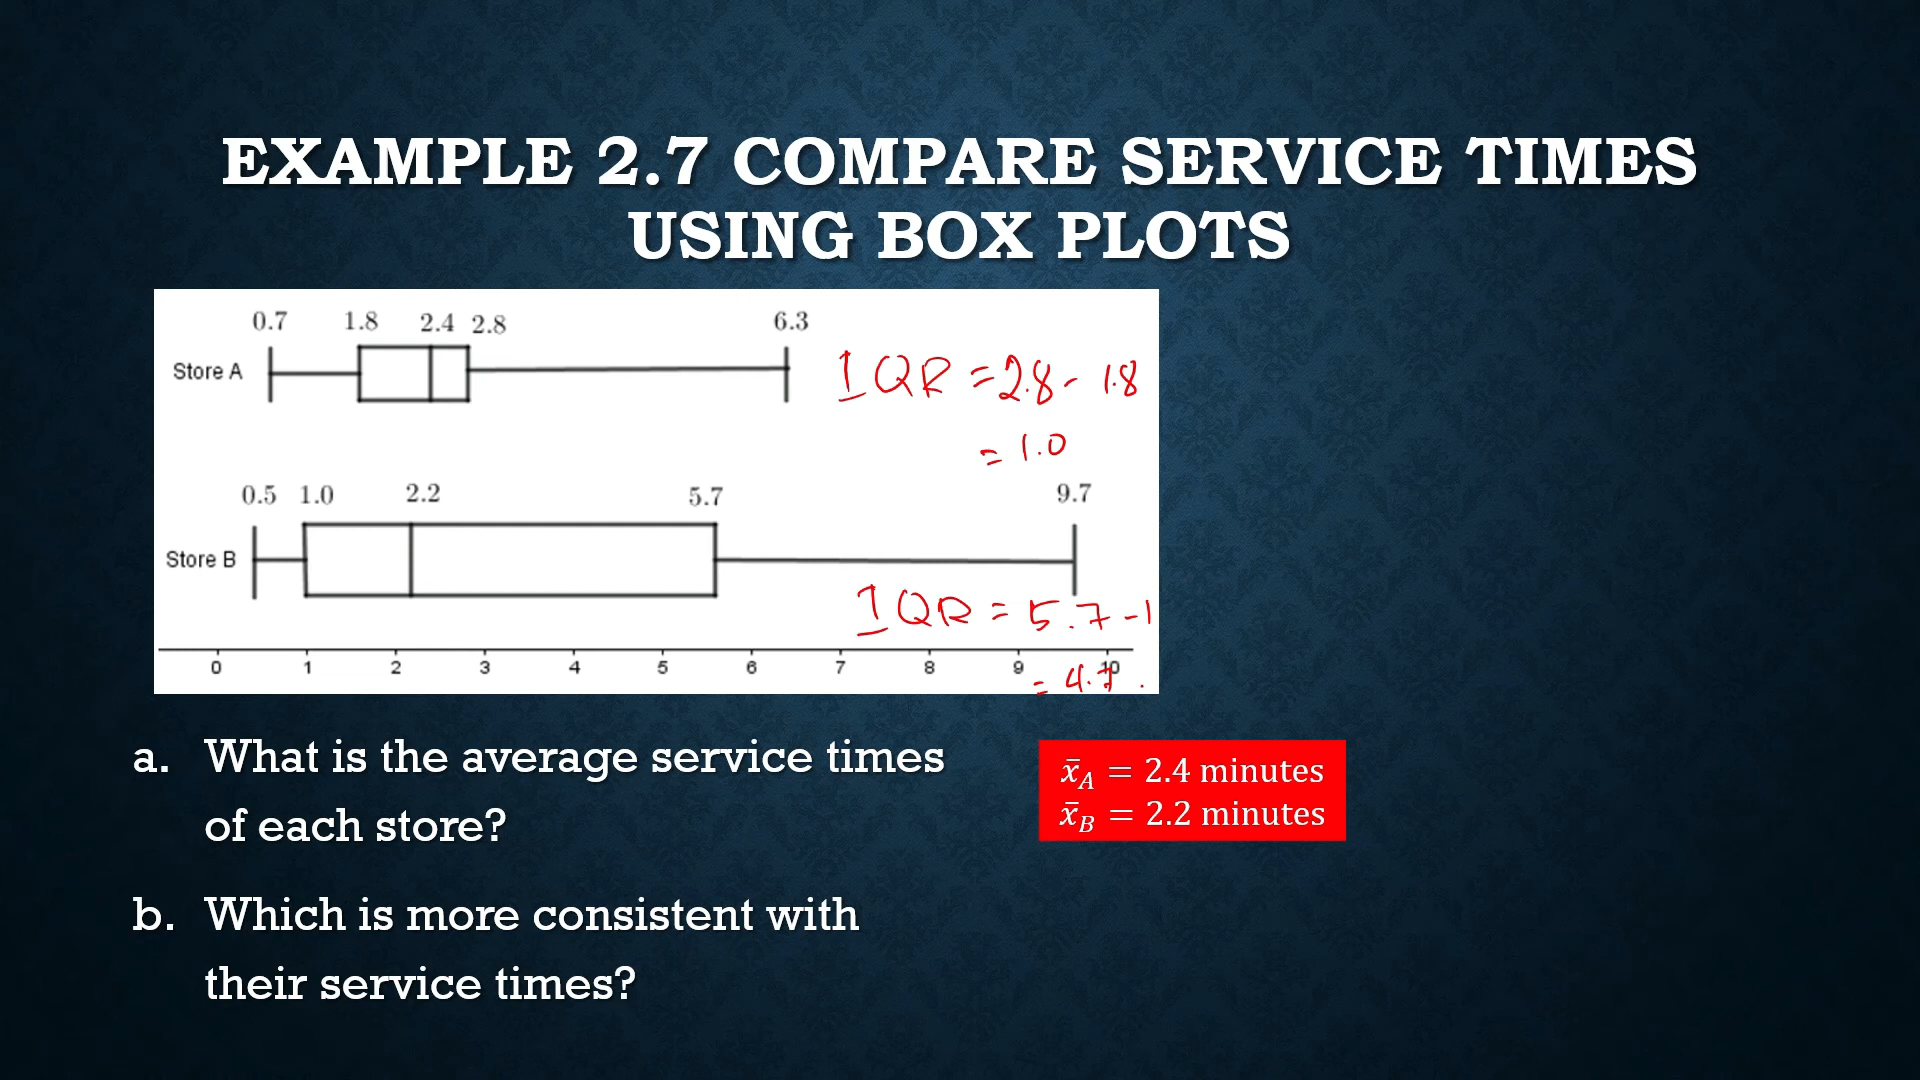 EXAMPLE 2.7 COMPARE SERVICE TIMES
USING BOX PLOTS
0.7 1.8 2.4 2.8 6.3
Store A
IQR = 2.8 - 1.8
= 1.0
0.5 1.0 2.2 5.7 9.7
Store B
IQR = 5.7 - 1
0 1 2 3 4 5 6 7 8 9 10
= 4.7.
a. What is the average service times
of each store?
x̄_A = 2.4 minutes
x̄_B = 2.2 minutes
b. Which is more consistent with
their service times?